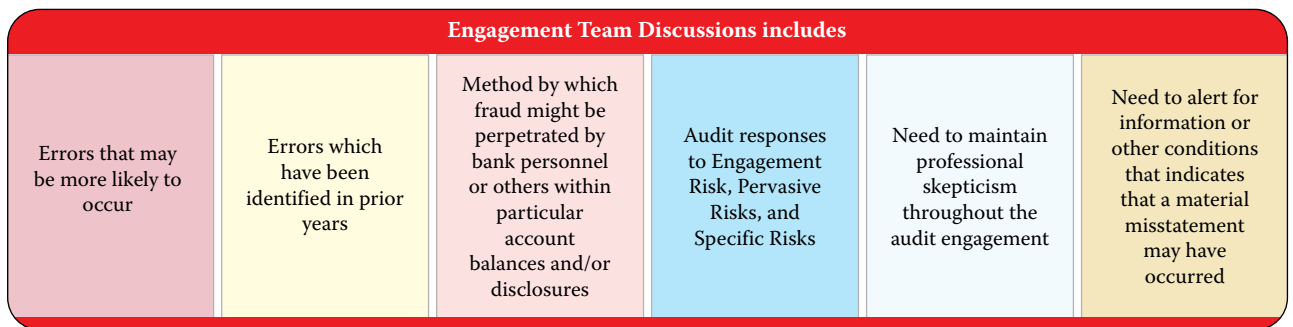 Engagement Team Discussions includes
Errors that may
be more likely to
occur
Errors which
have been
identified in prior
years
Method by which
fraud might be
perpetrated by
bank personnel
or others within
particular
account
balances and/or
disclosures
Audit responses
to Engagement
Risk, Pervasive
Risks, and
Specific Risks
Need to maintain
professional
skepticism
throughout the
audit engagement
Need to alert for
information or
other conditions
that indicates
that a material
misstatement
may have
occurred